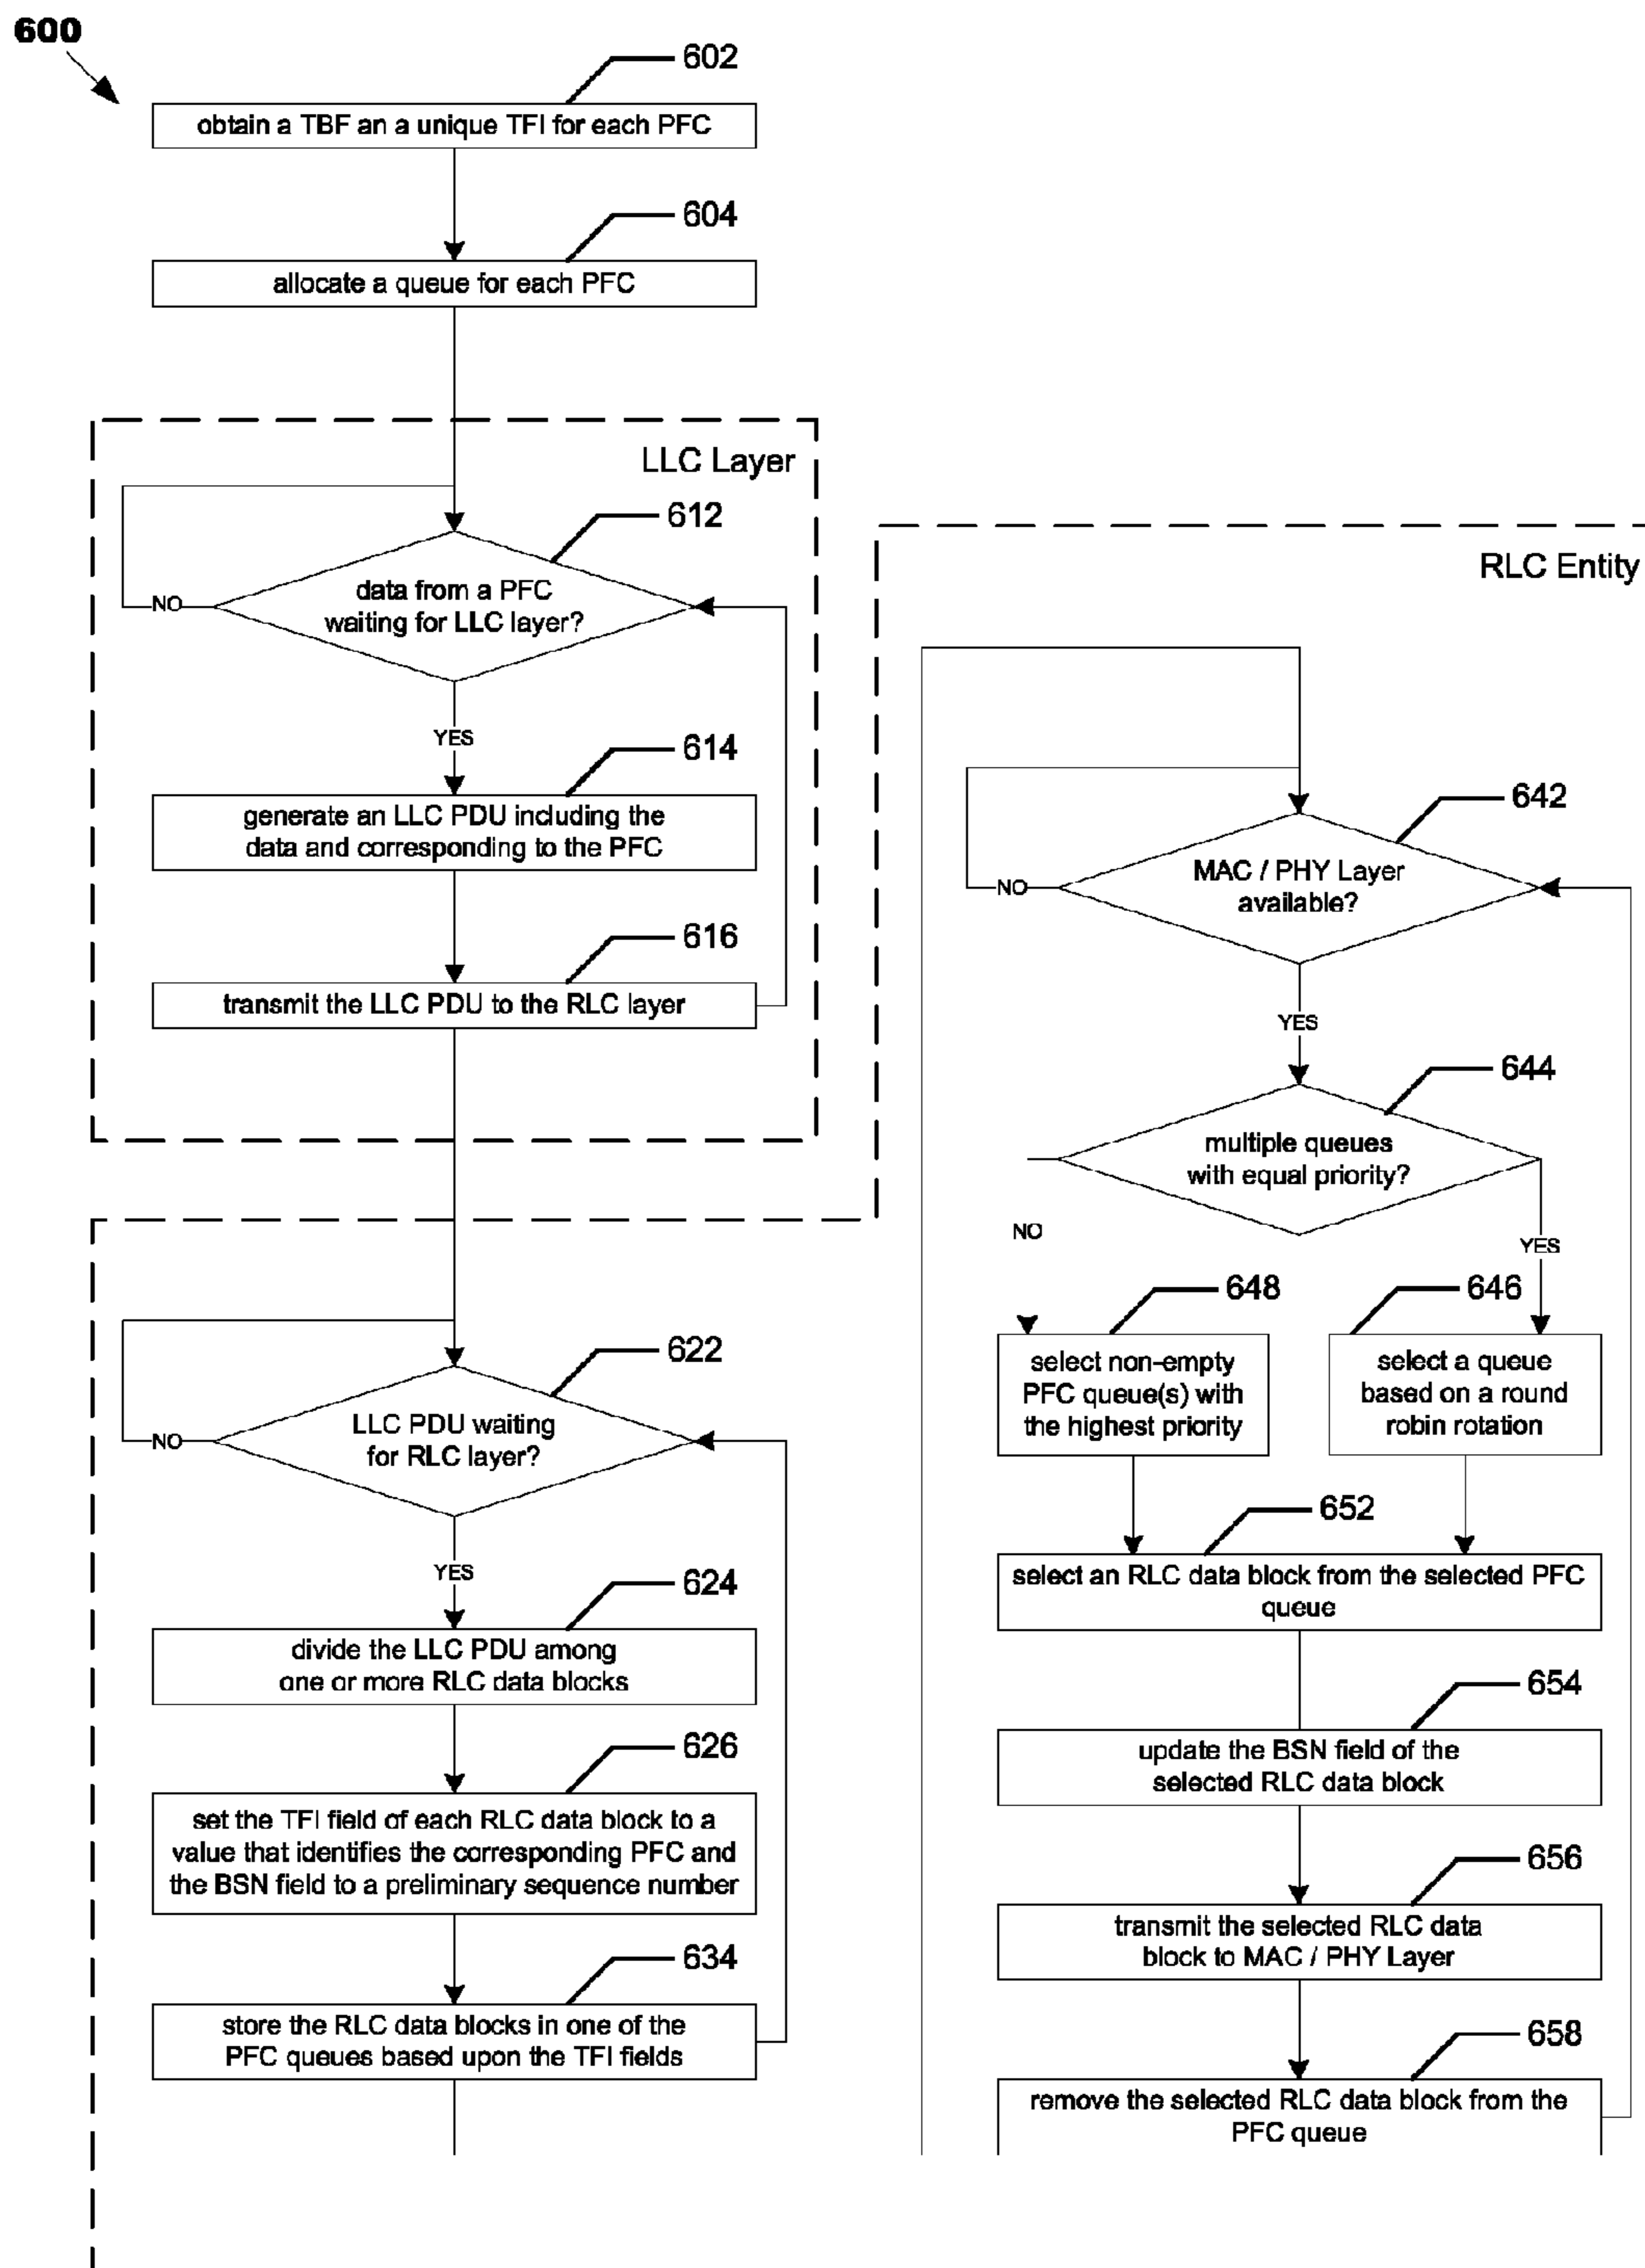 600
602
obtain a TBF an a unique TFI for each PFC
604
allocate a queue for each PFC
LLC Layer
612
data from a PFC
waiting for LLC layer?
NO
YES
614
generate an LLC PDU including the
data and corresponding to the PFC
616
transmit the LLC PDU to the RLC layer
622
LLC PDU waiting
for RLC layer?
NO
YES
624
divide the LLC PDU among
one or more RLC data blocks
626
set the TFI field of each RLC data block to a
value that identifies the corresponding PFC and
the BSN field to a preliminary sequence number
634
store the RLC data blocks in one of the
PFC queues based upon the TFI fields
RLC Entity
642
MAC / PHY Layer
available?
NO
YES
644
multiple queues
with equal priority?
NO
YES
648
select non-empty
PFC queue(s) with
the highest priority
646
select a queue
based on a round
robin rotation
652
select an RLC data block from the selected PFC
queue
654
update the BSN field of the
selected RLC data block
656
transmit the selected RLC data
block to MAC / PHY Layer
658
remove the selected RLC data block from the
PFC queue